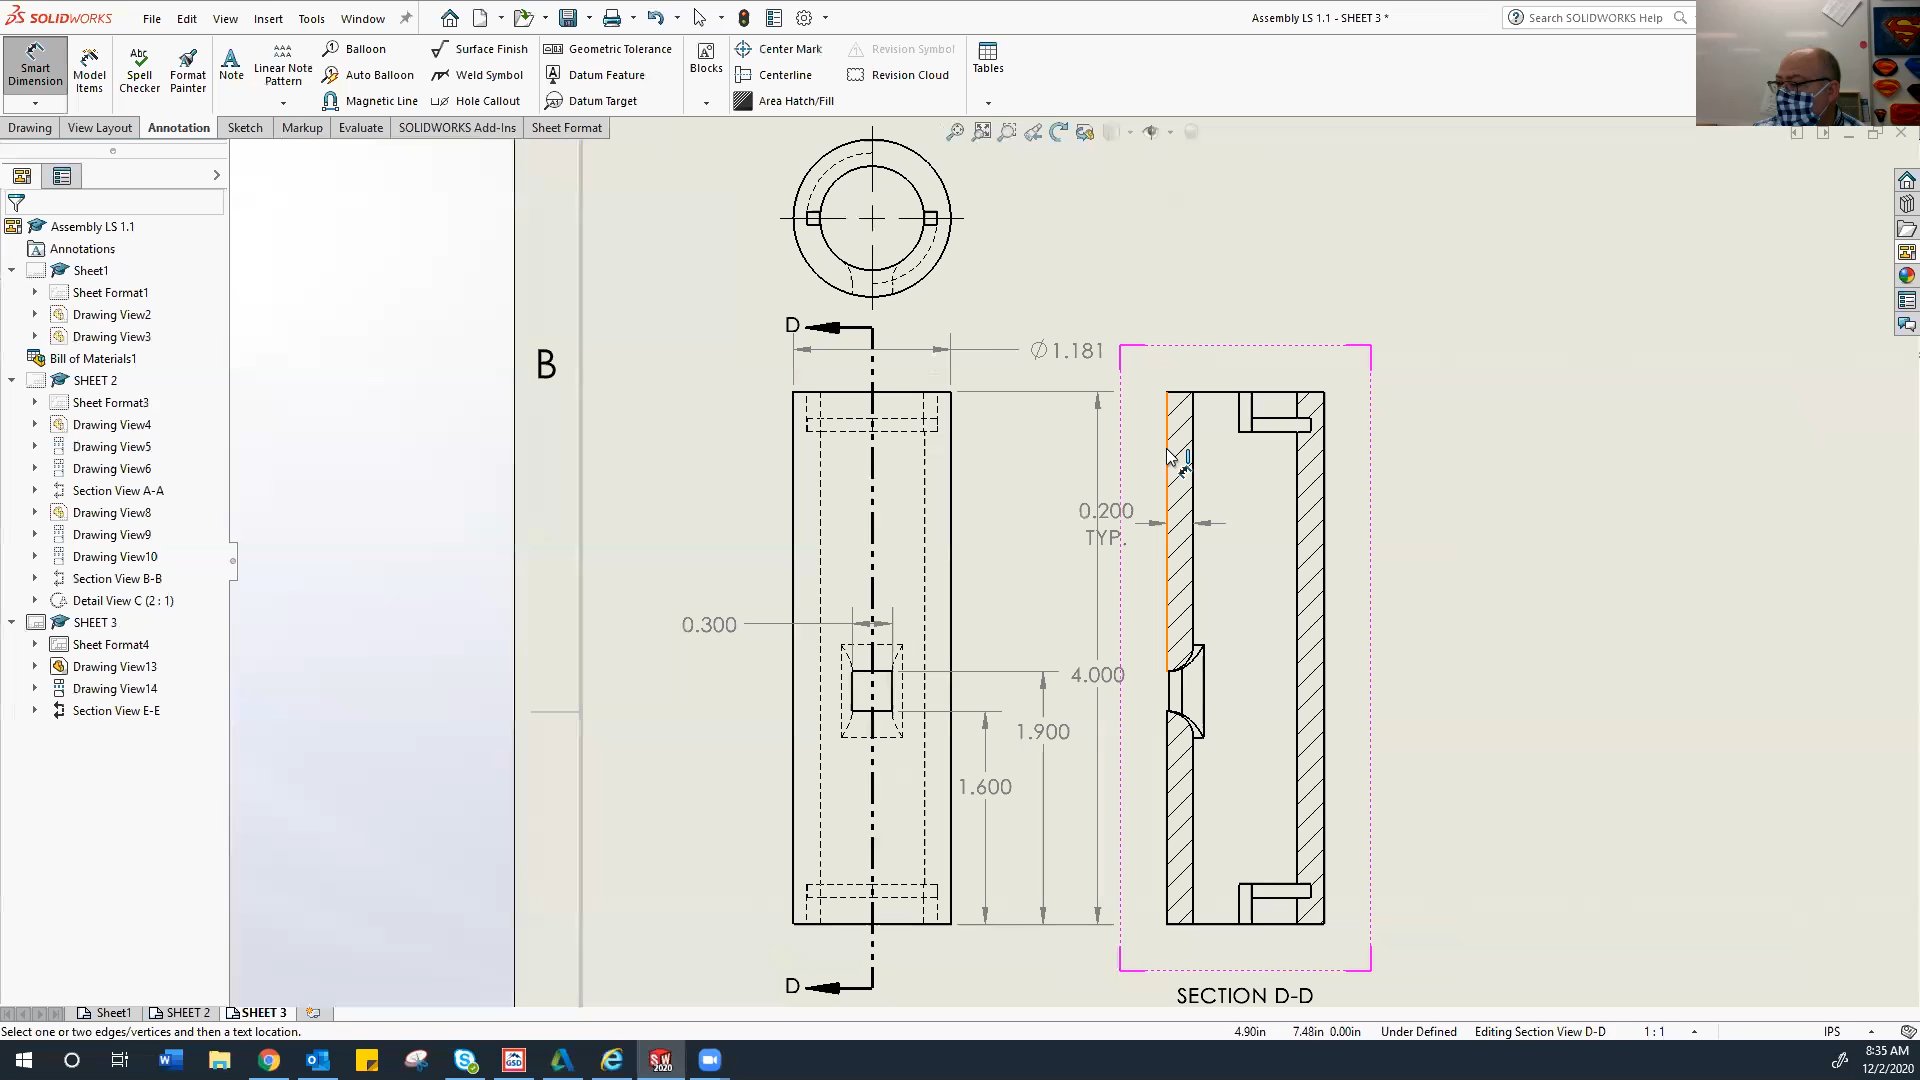 SOLIDWORKS File Edit View Insert Tools Window Assembly LS 1.1 - SHEET 3 * Search SOLIDWORKS Help
Smart Dimension
Model Items
Abc
Spell Checker
Format Painter
A
Note
AAA
AAA
Linear Note Pattern
Balloon
Auto Balloon
Magnetic Line
Surface Finish
Weld Symbol
Hole Callout
Geometric Tolerance
Datum Feature
Datum Target
A
Blocks
Center Mark
Centerline
Area Hatch/Fill
Revision Symbol
Revision Cloud
Tables
Drawing View Layout Annotation Sketch Markup Evaluate SOLIDWORKS Add-Ins Sheet Format
Assembly LS 1.1
Annotations
Sheet1
Sheet Format1
Drawing View2
Drawing View3
Bill of Materials1
SHEET 2
Sheet Format3
Drawing View4
Drawing View5
Drawing View6
Section View A-A
Drawing View8
Drawing View9
Drawing View10
Section View B-B
Detail View C (2 : 1)
SHEET 3
Sheet Format4
Drawing View13
Drawing View14
Section View E-E
B
D
∅1.181
0.200
TYP.
0.300
4.000
1.900
1.600
D
SECTION D-D
Sheet1 SHEET 2 SHEET 3
Select one or two edges/vertices and then a text location. 4.90in 7.48in 0.00in Under Defined Editing Section View D-D 1 : 1 IPS
W S GSD SW 2020
8:35 AM
12/2/2020